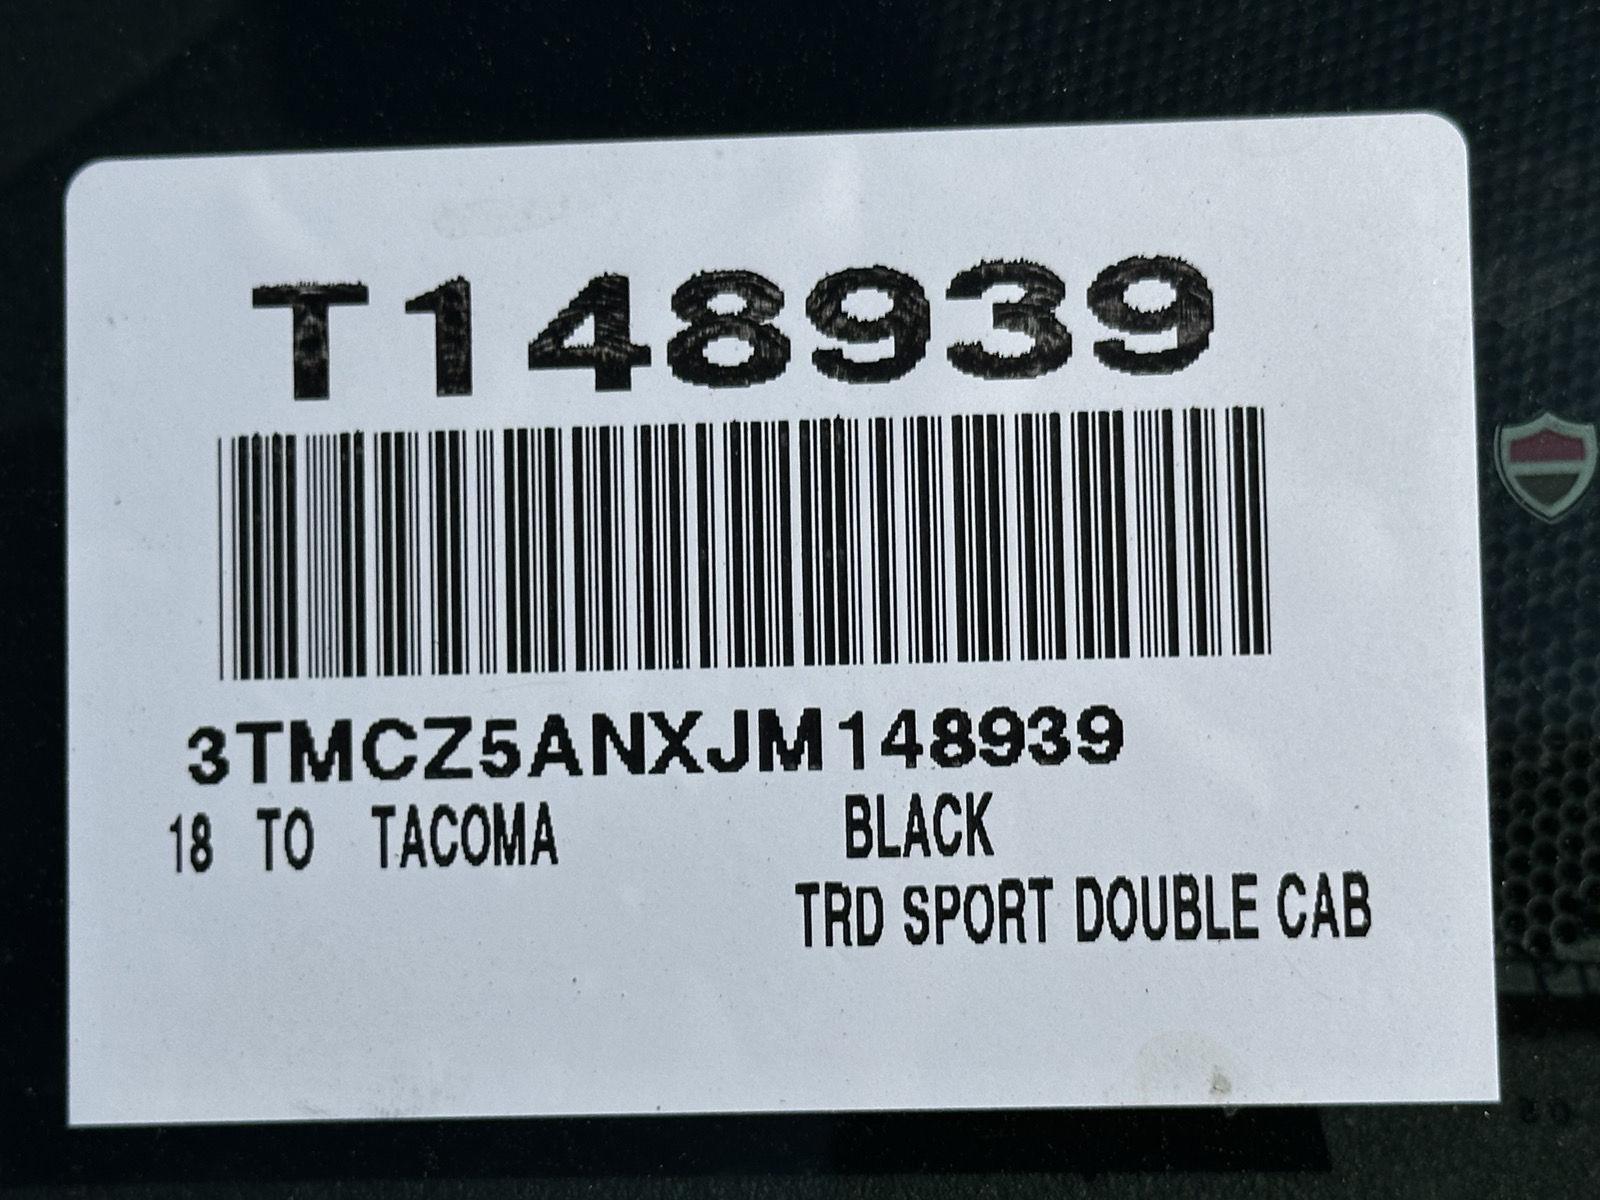 T148939
3TMCZ5ANXJM148939
18 TO TACOMA BLACK
TRD SPORT DOUBLE CAB